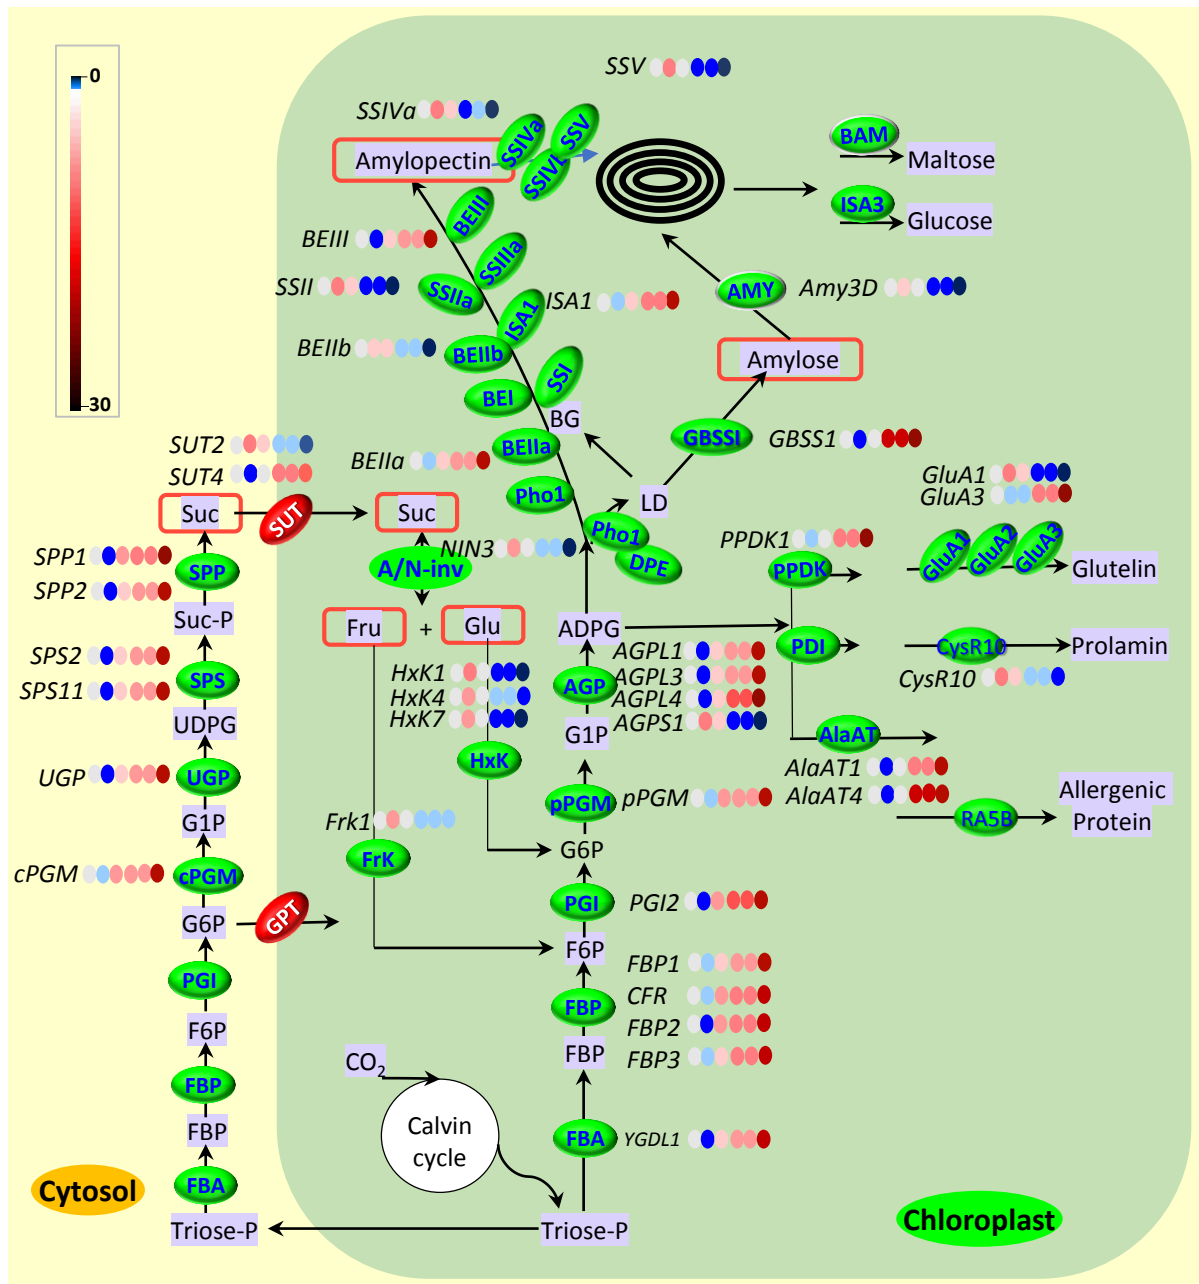 0
30
SSV
SSIVa
Amylopectin
SSIVa
SSIVb
SSV
BAM
Maltose
ISA3
Glucose
BEIII
BEIII
SSIIIa
SSII
SSIIa
ISA1
ISA1
AMY
Amy3D
BEIIb
BEIIb
Amylose
SSI
BEI
BG
GBSSI
GBSS1
SUT2
SUT4
BEIIa
BEIIa
GluA1
GluA3
Suc
SUT
Suc
Pho1
LD
SPP1
SPP2
SPP
NIN3
A/N-inv
Pho1
DPE
PPDK1
PPDK
GluA1
GluA2
GluA3
Glutelin
Suc-P
Fru
+
Glu
ADPG
PDI
CysR10
Prolamin
CysR10
SPS2
SPS11
SPS
HxK1
HxK4
HxK7
AGP
AGPL1
AGPL3
AGPL4
AGPS1
UDPG
G1P
AlaAT
UGP
UGP
HxK
AlaAT1
AlaAT4
pPGM
pPGM
Allergenic
Protein
RA5B
G1P
Frk1
FrK
G6P
cPGM
cPGM
G6P
GPT
PGI
PGI2
F6P
PGI
FBP1
CFR
FBP2
FBP3
FBP
F6P
FBP
CO2
FBP
FBP
Calvin
cycle
FBA
YGDL1
FBA
Cytosol
Triose-P
Triose-P
Chloroplast